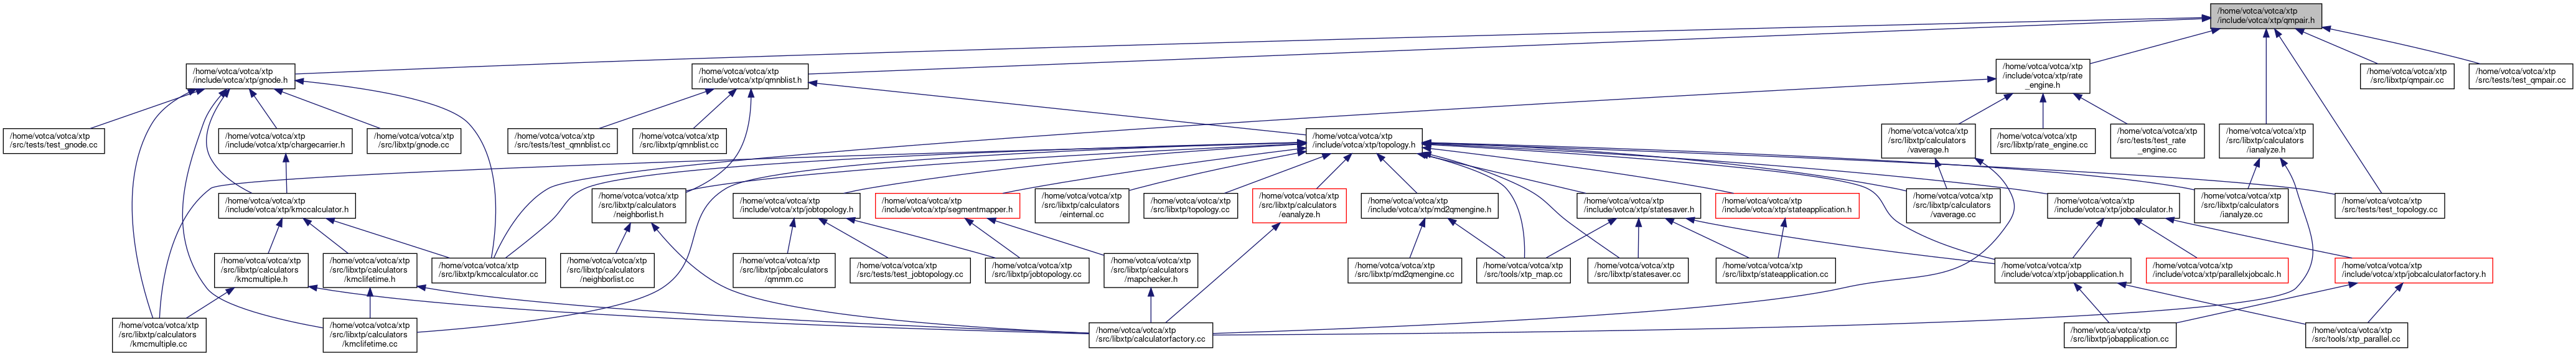 /home/votca/votca/xtp
/include/votca/xtp/qmpair.h
/home/votca/votca/xtp
/include/votca/xtp/gnode.h
/home/votca/votca/xtp
/include/votca/xtp/qmnblist.h
/home/votca/votca/xtp
/include/votca/xtp/rate
_engine.h
/home/votca/votca/xtp
/src/libxtp/qmpair.cc
/home/votca/votca/xtp
/src/tests/test_qmpair.cc
/home/votca/votca/xtp
/src/tests/test_gnode.cc
/home/votca/votca/xtp
/include/votca/xtp/chargecarrier.h
/home/votca/votca/xtp
/src/libxtp/gnode.cc
/home/votca/votca/xtp
/src/tests/test_qmnblist.cc
/home/votca/votca/xtp
/src/libxtp/qmnblist.cc
/home/votca/votca/xtp
/include/votca/xtp/topology.h
/home/votca/votca/xtp
/src/libxtp/calculators
/vaverage.h
/home/votca/votca/xtp
/src/libxtp/rate_engine.cc
/home/votca/votca/xtp
/src/tests/test_rate
_engine.cc
/home/votca/votca/xtp
/src/libxtp/calculators
/ianalyze.h
/home/votca/votca/xtp
/include/votca/xtp/kmccalculator.h
/home/votca/votca/xtp
/src/libxtp/calculators
/neighborlist.h
/home/votca/votca/xtp
/include/votca/xtp/jobtopology.h
/home/votca/votca/xtp
/include/votca/xtp/segmentmapper.h
/home/votca/votca/xtp
/src/libxtp/calculators
/einternal.cc
/home/votca/votca/xtp
/src/libxtp/topology.cc
/home/votca/votca/xtp
/src/libxtp/calculators
/eanalyze.h
/home/votca/votca/xtp
/include/votca/xtp/md2qmengine.h
/home/votca/votca/xtp
/include/votca/xtp/statesaver.h
/home/votca/votca/xtp
/include/votca/xtp/stateapplication.h
/home/votca/votca/xtp
/src/libxtp/calculators
/vaverage.cc
/home/votca/votca/xtp
/include/votca/xtp/jobcalculator.h
/home/votca/votca/xtp
/src/libxtp/calculators
/ianalyze.cc
/home/votca/votca/xtp
/src/tests/test_topology.cc
/home/votca/votca/xtp
/src/libxtp/calculators
/kmcmultiple.h
/home/votca/votca/xtp
/src/libxtp/calculators
/kmclifetime.h
/home/votca/votca/xtp
/src/libxtp/kmccalculator.cc
/home/votca/votca/xtp
/src/libxtp/calculators
/neighborlist.cc
/home/votca/votca/xtp
/src/libxtp/jobcalculators
/qmmm.cc
/home/votca/votca/xtp
/src/tests/test_jobtopology.cc
/home/votca/votca/xtp
/src/libxtp/jobtopology.cc
/home/votca/votca/xtp
/src/libxtp/calculators
/mapchecker.h
/home/votca/votca/xtp
/src/libxtp/md2qmengine.cc
/home/votca/votca/xtp
/src/tools/xtp_map.cc
/home/votca/votca/xtp
/src/libxtp/statesaver.cc
/home/votca/votca/xtp
/src/libxtp/stateapplication.cc
/home/votca/votca/xtp
/include/votca/xtp/jobapplication.h
/home/votca/votca/xtp
/include/votca/xtp/parallelxjobcalc.h
/home/votca/votca/xtp
/include/votca/xtp/jobcalculatorfactory.h
/home/votca/votca/xtp
/src/libxtp/calculators
/kmcmultiple.cc
/home/votca/votca/xtp
/src/libxtp/calculators
/kmclifetime.cc
/home/votca/votca/xtp
/src/libxtp/calculatorfactory.cc
/home/votca/votca/xtp
/src/libxtp/jobapplication.cc
/home/votca/votca/xtp
/src/tools/xtp_parallel.cc